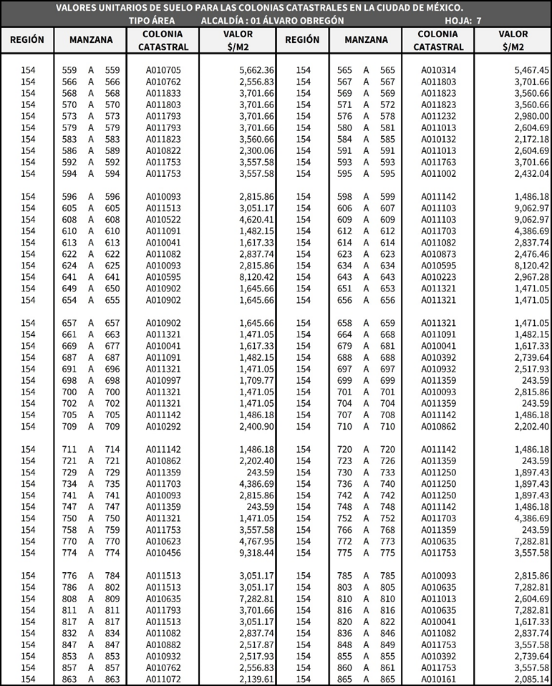 VALORES UNITARIOS DE SUELO PARA LAS COLONIAS CATASTRALES EN LA CIUDAD DE MÉXICO.
TIPO ÁREA ALCALDÍA : 01 ÁLVARO OBREGÓN HOJA: 7
REGIÓN MANZANA COLONIA CATASTRAL VALOR $/M2 REGIÓN MANZANA COLONIA CATASTRAL VALOR $/M2
154 559 A 559 A010705 5,662.36 154 565 A 565 A010314 5,467.45
154 566 A 566 A010762 2,556.83 154 567 A 567 A011803 3,701.66
154 568 A 568 A011833 3,701.66 154 569 A 569 A011823 3,560.66
154 570 A 570 A011803 3,701.66 154 571 A 572 A011823 3,560.66
154 573 A 573 A011793 3,701.66 154 576 A 578 A011232 2,980.00
154 579 A 579 A011793 3,701.66 154 580 A 581 A011013 2,604.69
154 583 A 583 A011823 3,560.66 154 584 A 585 A010132 2,172.18
154 586 A 589 A010822 2,300.06 154 591 A 591 A011013 2,604.69
154 592 A 592 A011753 3,557.58 154 593 A 593 A011763 3,701.66
154 594 A 594 A011753 3,557.58 154 595 A 595 A011002 2,432.04
154 596 A 596 A010093 2,815.86 154 598 A 599 A011142 1,486.18
154 605 A 605 A011513 3,051.17 154 606 A 607 A011103 9,062.97
154 608 A 608 A010522 4,620.41 154 609 A 609 A011103 9,062.97
154 610 A 610 A011091 1,482.15 154 612 A 612 A011703 4,386.69
154 613 A 613 A010041 1,617.33 154 614 A 614 A011082 2,837.74
154 622 A 622 A011082 2,837.74 154 623 A 623 A010873 2,476.46
154 624 A 625 A010093 2,815.86 154 634 A 634 A010595 8,120.42
154 641 A 641 A010595 8,120.42 154 643 A 643 A010223 2,967.28
154 649 A 650 A010902 1,645.66 154 651 A 653 A011321 1,471.05
154 654 A 655 A010902 1,645.66 154 656 A 656 A011321 1,471.05
154 657 A 657 A010902 1,645.66 154 658 A 659 A011321 1,471.05
154 661 A 663 A011321 1,471.05 154 664 A 668 A011091 1,482.15
154 669 A 677 A010041 1,617.33 154 679 A 681 A010041 1,617.33
154 687 A 687 A011091 1,482.15 154 688 A 688 A010392 2,739.64
154 691 A 696 A011321 1,471.05 154 697 A 697 A010932 2,517.93
154 698 A 698 A010997 1,709.77 154 699 A 699 A011359 243.59
154 700 A 700 A011321 1,471.05 154 701 A 701 A010093 2,815.86
154 702 A 702 A011321 1,471.05 154 704 A 704 A011359 243.59
154 705 A 705 A011142 1,486.18 154 707 A 708 A011142 1,486.18
154 709 A 709 A010292 2,400.90 154 710 A 710 A010862 2,202.40
154 711 A 714 A011142 1,486.18 154 720 A 720 A011142 1,486.18
154 721 A 721 A010862 2,202.40 154 723 A 726 A011359 243.59
154 729 A 729 A011359 243.59 154 730 A 733 A011250 1,897.43
154 734 A 735 A011703 4,386.69 154 736 A 740 A011250 1,897.43
154 741 A 741 A010093 2,815.86 154 742 A 742 A011250 1,897.43
154 747 A 747 A011359 243.59 154 748 A 748 A011142 1,486.18
154 750 A 750 A011321 1,471.05 154 752 A 752 A011703 4,386.69
154 758 A 759 A011753 3,557.58 154 766 A 768 A011359 243.59
154 770 A 770 A010623 4,767.95 154 772 A 773 A010635 7,282.81
154 774 A 774 A010456 9,318.44 154 775 A 775 A011753 3,557.58
154 776 A 784 A011513 3,051.17 154 785 A 785 A010093 2,815.86
154 786 A 802 A011513 3,051.17 154 803 A 805 A010635 7,282.81
154 808 A 809 A010635 7,282.81 154 810 A 810 A011013 2,604.69
154 811 A 811 A011793 3,701.66 154 816 A 816 A010635 7,282.81
154 817 A 817 A011513 3,051.17 154 820 A 822 A010041 1,617.33
154 832 A 834 A011082 2,837.74 154 836 A 846 A011082 2,837.74
154 847 A 847 A010882 2,517.87 154 848 A 849 A011753 3,557.58
154 853 A 853 A010932 2,517.93 154 855 A 855 A010392 2,739.64
154 857 A 857 A010762 2,556.83 154 860 A 861 A011753 3,557.58
154 863 A 863 A011072 2,139.61 154 865 A 865 A010161 2,085.14